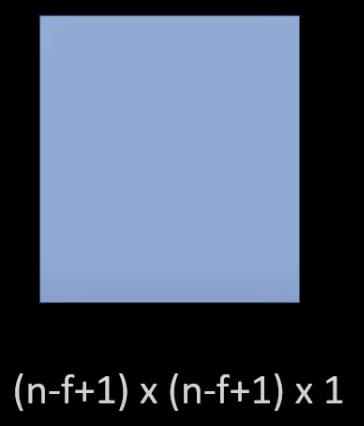 (n-f+1) x (n-f+1) x 1